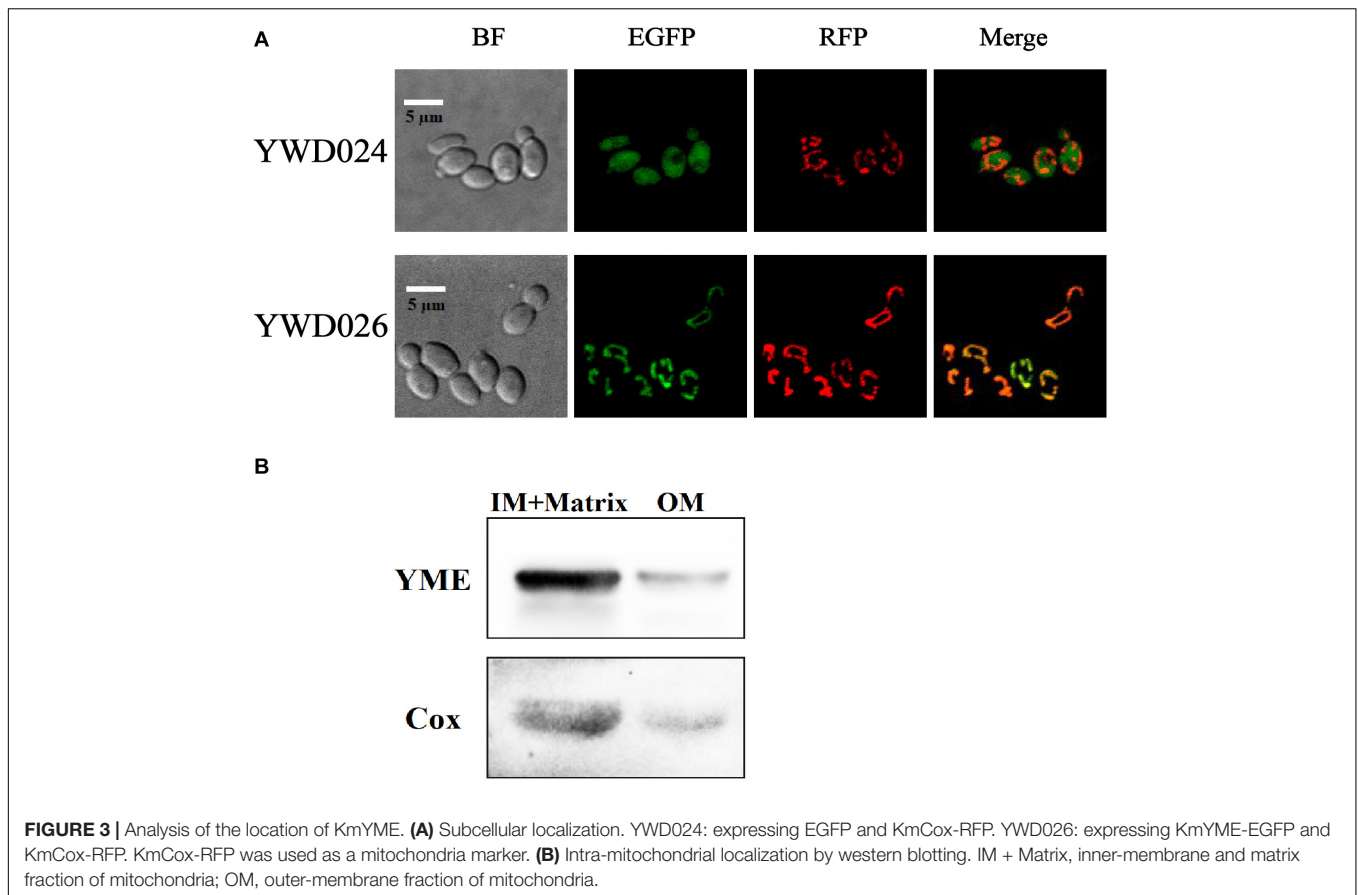 A
BF EGFP RFP Merge
5 µm
YWD024
5 µm
YWD026
B
IM+Matrix OM
YME
Cox
FIGURE 3 | Analysis of the location of KmYME. (A) Subcellular localization. YWD024: expressing EGFP and KmCox-RFP. YWD026: expressing KmYME-EGFP and
KmCox-RFP. KmCox-RFP was used as a mitochondria marker. (B) Intra-mitochondrial localization by western blotting. IM + Matrix, inner-membrane and matrix
fraction of mitochondria; OM, outer-membrane fraction of mitochondria.